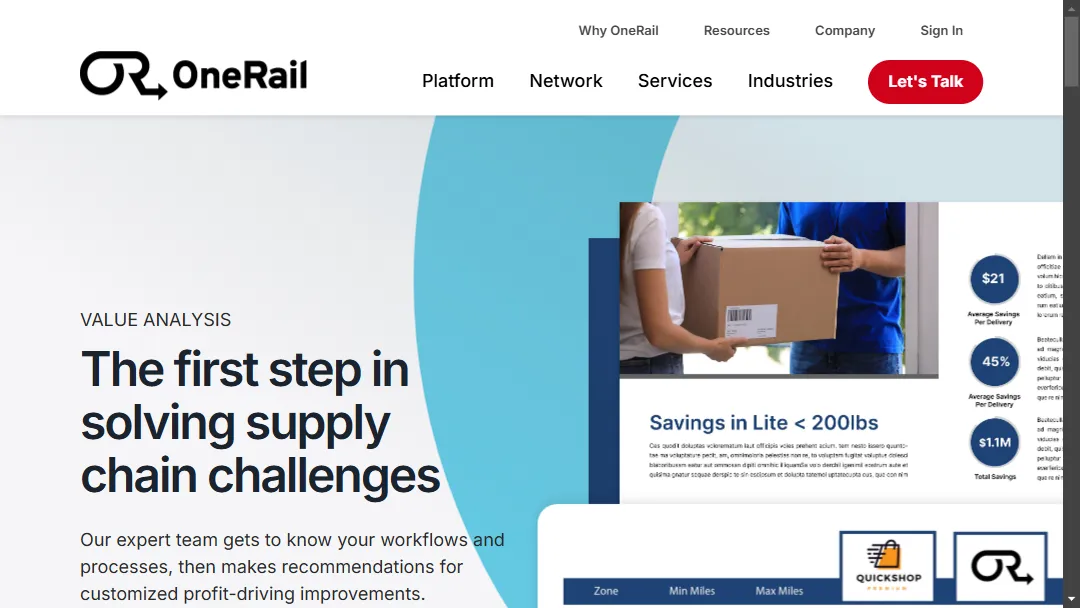 Why OneRail
Resources
Company
Sign In
OneRail
Platform
Network
Services
Industries
Let's Talk
VALUE ANALYSIS
The first step in
solving supply
chain challenges
Our expert team gets to know your workflows and
processes, then makes recommendations for
customized profit-driving improvements.
$21
Average Savings
Per Delivery
45%
Average Savings
Per Delivery
$1.1M
Total Savings
Savings in Lite < 200lbs
QUICKSHOP
PREMIUM
Zone
Min Miles
Max Miles